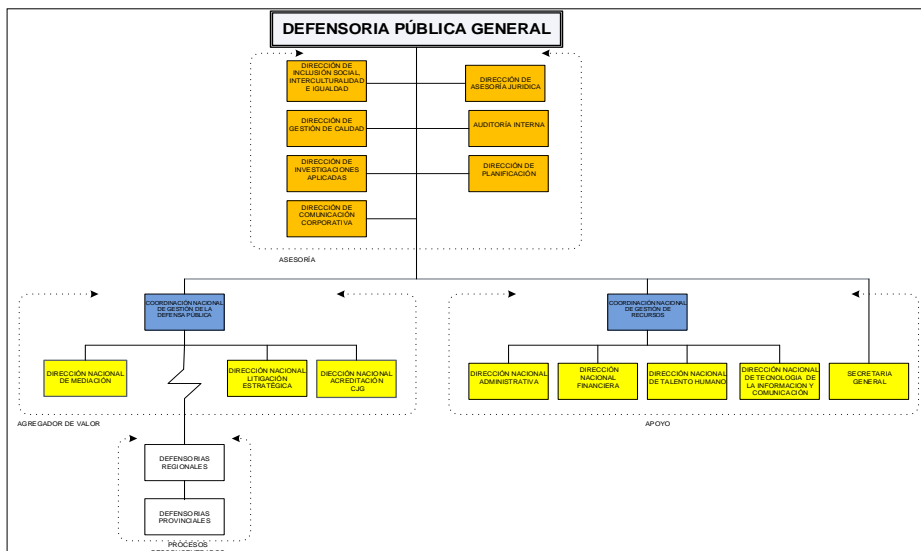 DEFENSORIA PÚBLICA GENERAL
DIRECCIÓN DE
INCLUSIÓN SOCIAL,
INTERCULTURALIDAD
E IGUALDAD
DIRECCIÓN DE
ASESORÍA JURIDICA
DIRECCIÓN DE
GESTIÓN DE CALIDAD
AUDITORÍA INTERNA
DIRECCIÓN DE
INVESTIGACIONES
APLICADAS
DIRECCIÓN DE
PLANIFICACIÓN
DIRECCIÓN DE
COMUNICACIÓN
CORPORATIVA
ASESORÍA
COORDINACIÓN NACIONAL
DE GESTIÓN DE LA
DEFENSA PÚBLICA
COORDINACIÓN NACIONAL
DE GESTIÓN DE
RECURSOS
DIRECCIÓN NACIONAL
DE MEDIACIÓN
DIRECCIÓN NACIONAL
LITIGACIÓN
ESTRATÉGICA
DIECCIÓN NACIONAL
ACREDITACIÓN
CJG
DIRECCIÓN NACIONAL
ADMINISTRATIVA
DIRECCIÓN
NACIONAL
FINANCIERA
DIRECCIÓN NACIONAL
DE TALENTO HUMANO
DIRECCIÓN NACIONAL
DE TECNOLOGIA DE
LA INFORMACION Y
COMUNICACIÓN
SECRETARIA
GENERAL
AGREGADOR DE VALOR
APOYO
DEFENSORIAS
REGIONALES
DEFENSORIAS
PROVINCIALES
PROCESOS